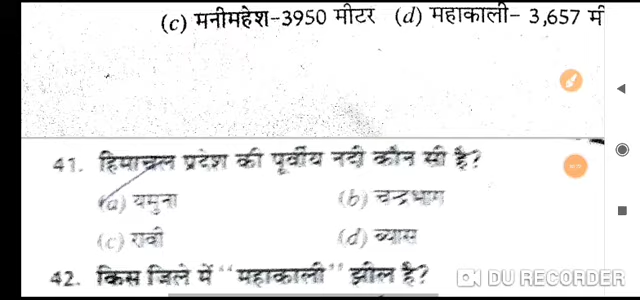 (c) मनीमहेश-3950 मीटर (d) महाकाली- 3,657 मी
41. हिमाचल प्रदेश की पूर्वीय नदी कौन सी है?
(a) यमुना (b) चन्द्रभाग
(c) रावी (d) ब्यास
42. किस जिले में "महाकाली" झील है?
DU RECORDER